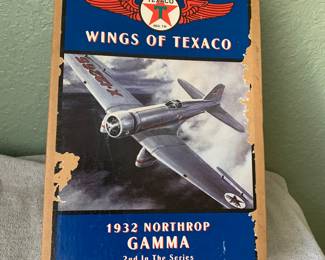 TEXACO
WINGS OF TEXACO
1932 NORTHROP
GAMMA
2nd In The Series